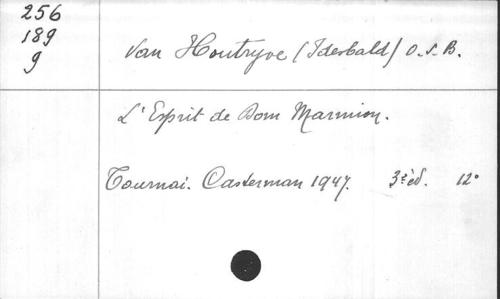 256
189
9
Van Houtryve (Idesbald) O.S.B.
L'Esprit de Dom Marmion.
Tournai. Casterman 1947. 3e éd. 12°